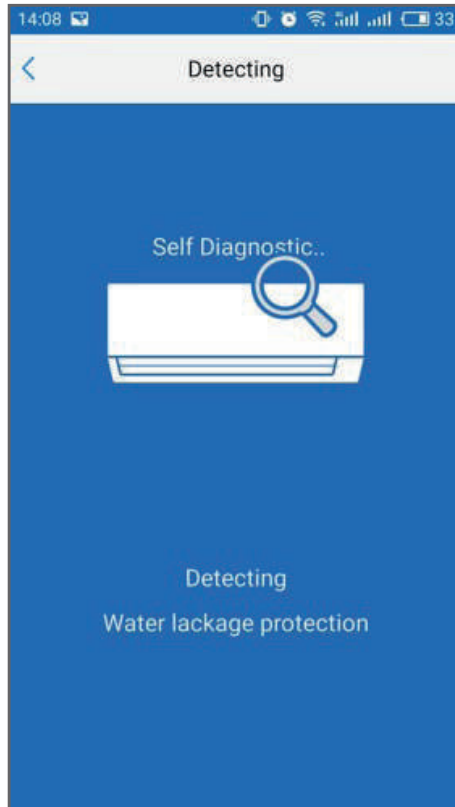 14:08
33
Detecting
Self Diagnostic..
Detecting
Water lackage protection